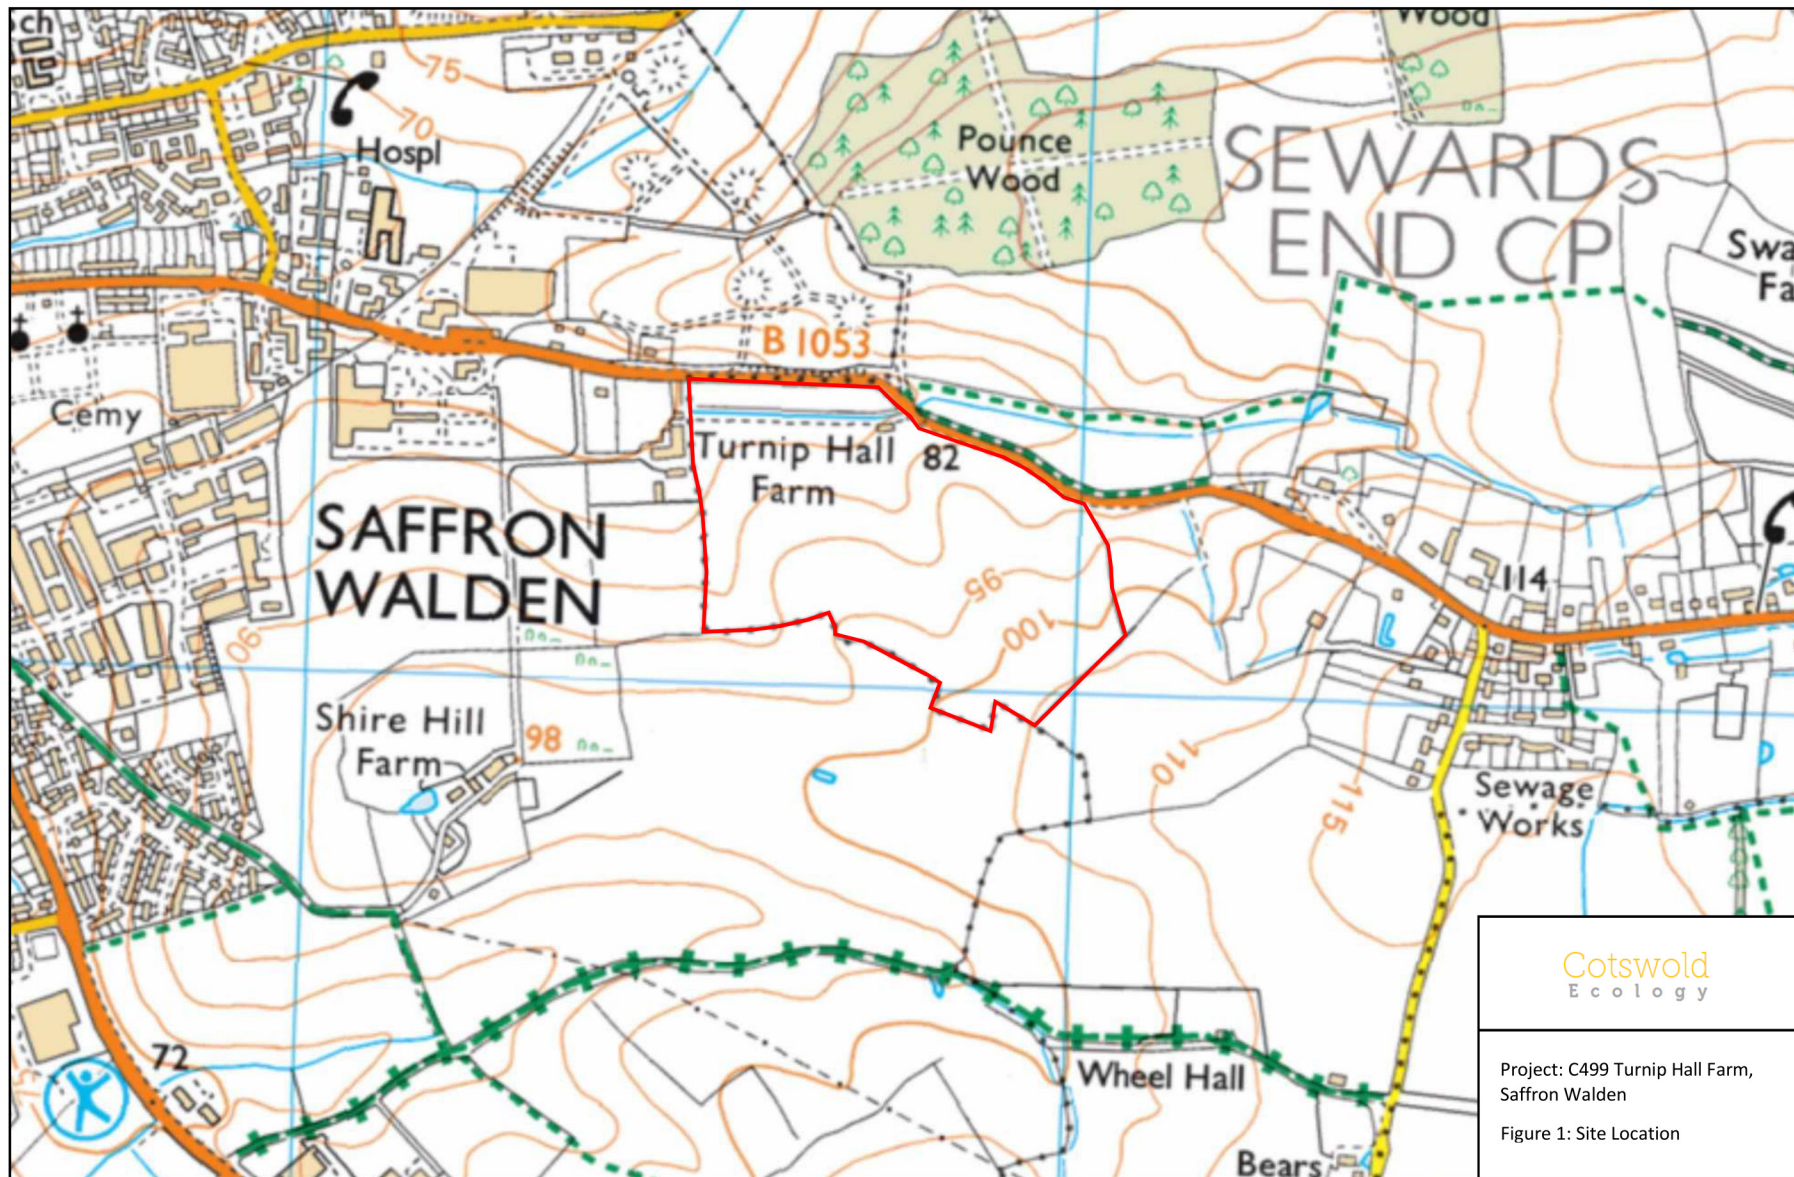 ch
75
70
Hospl
Wood
Pounce
Wood
SEWARDS
END CP
Swa
Fa
B 1053
Cemy
Turnip Hall
Farm
82
SAFFRON
WALDEN
95
100
114
90
Shire Hill
Farm
98
110
115
Sewage
Works
72
Wheel Hall
Bears
Cotswold
Ecology
Project: C499 Turnip Hall Farm,
Saffron Walden
Figure 1: Site Location